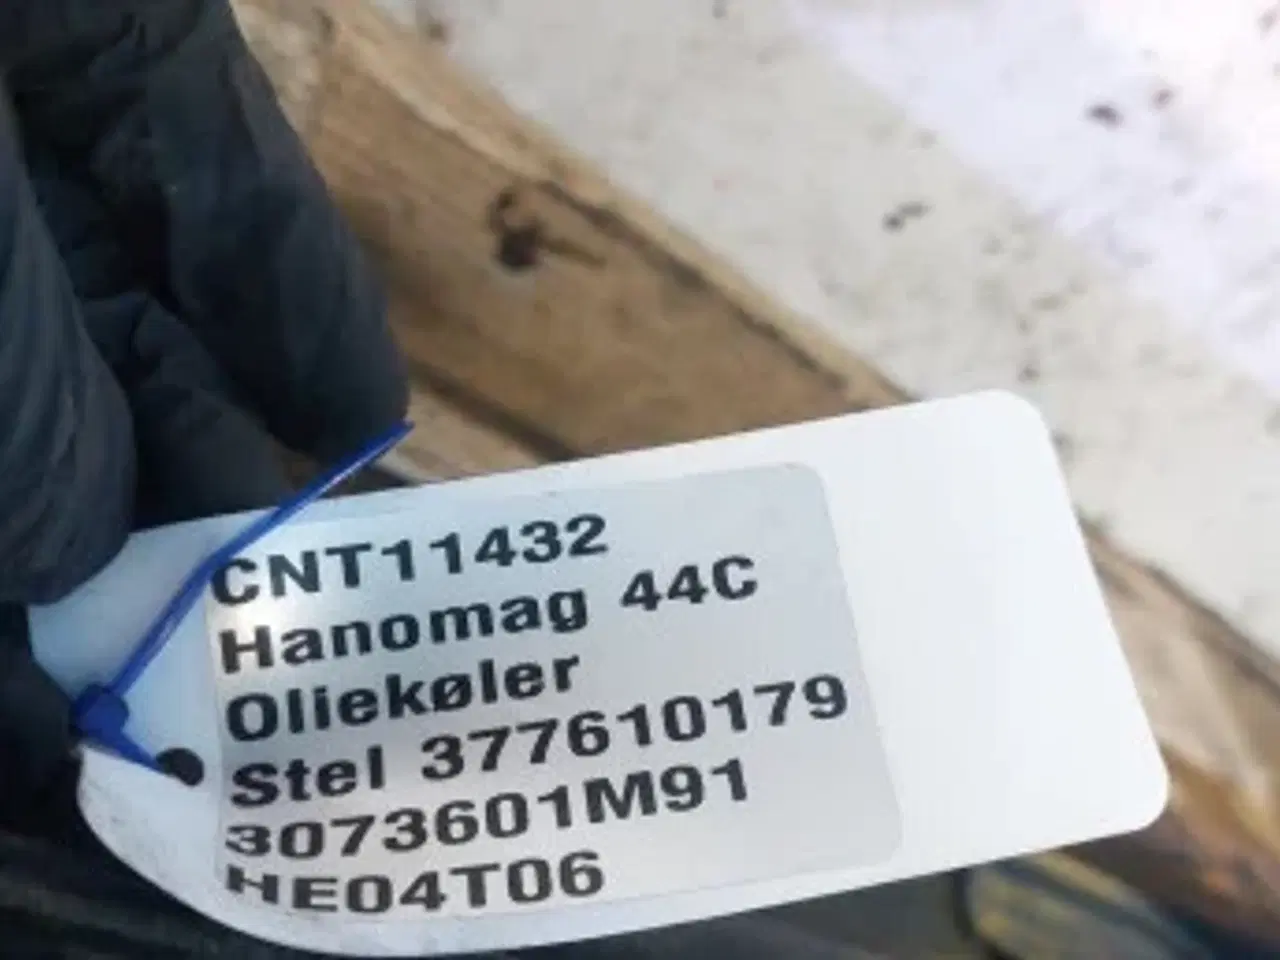 CNT11432
Hanomag 44C
Oliekøler
Stel 377610179
3073601M91
HE04T06